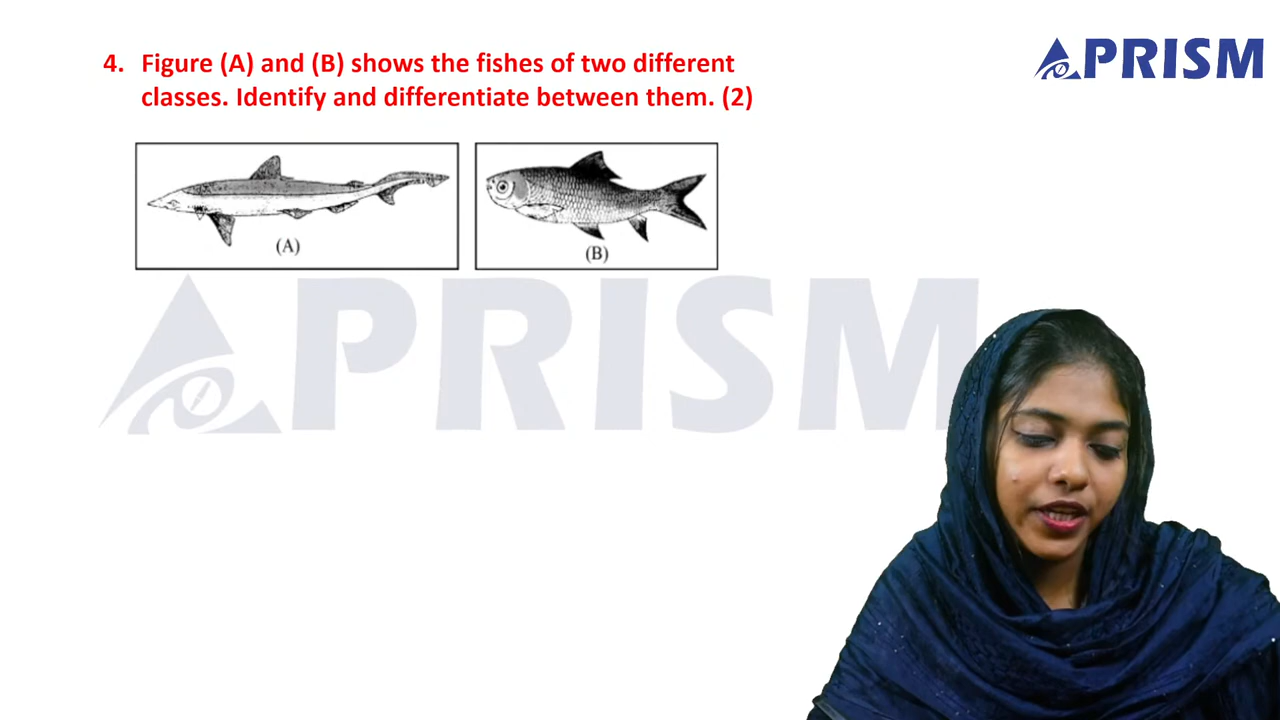 4. Figure (A) and (B) shows the fishes of two different
classes. Identify and differentiate between them. (2)
PRISM
(A)
(B)
PRISM